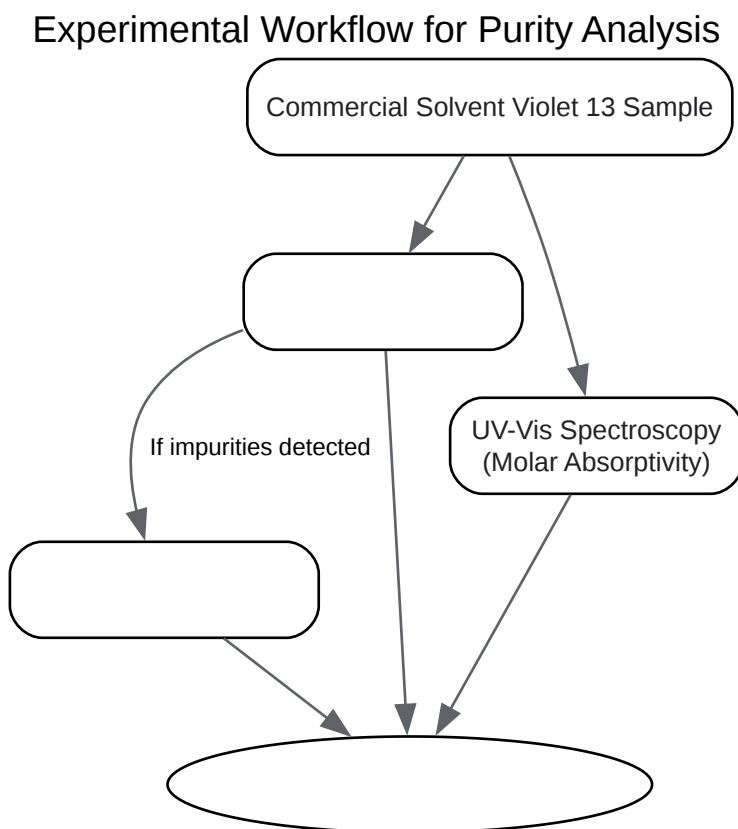 Experimental Workflow for Purity Analysis
Commercial Solvent Violet 13 Sample
If impurities detected
UV-Vis Spectroscopy
(Molar Absorptivity)